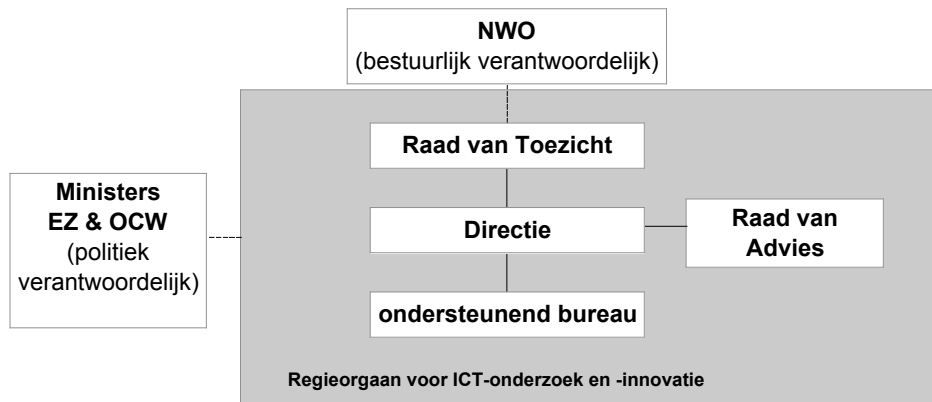 NWO
(bestuurlijk verantwoordelijk)
Raad van Toezicht
Ministers
EZ & OCW
(politiek
verantwoordelijk)
Directie
Raad van
Advies
ondersteunend bureau
Regieorgaan voor ICT-onderzoek en -innovatie